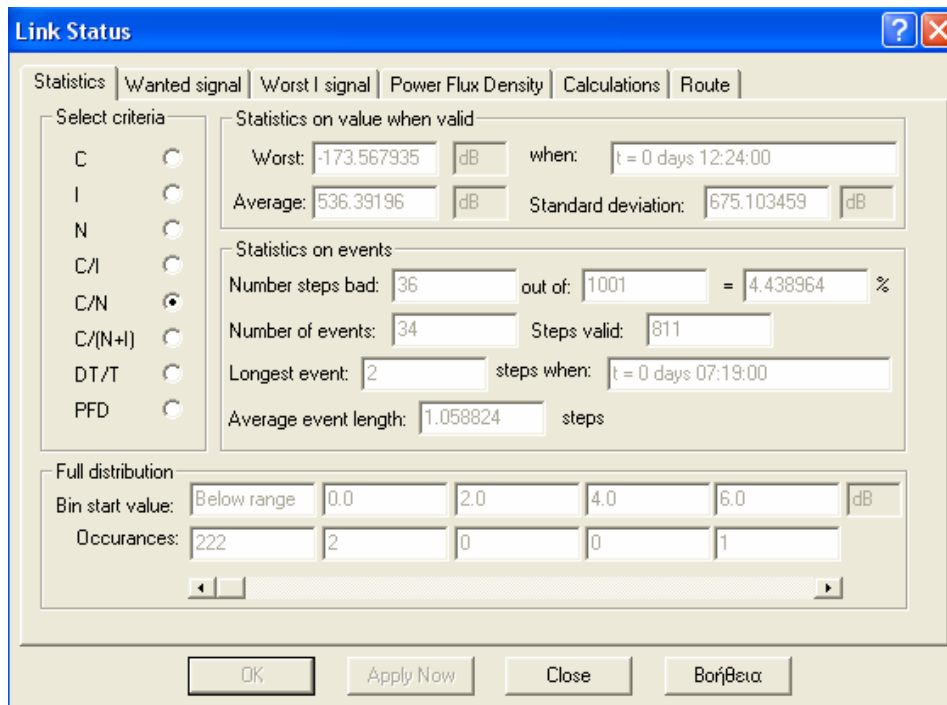 Link Status
Statistics Wanted signal Worst I signal Power Flux Density Calculations Route
Select criteria
C
I
N
C/I
C/N
C/(N+I)
DT/T
PFD
Statistics on value when valid
Worst: -173.567935 dB when: t = 0 days 12:24:00
Average: 536.39196 dB Standard deviation: 675.103459 dB
Statistics on events
Number steps bad: 36 out of: 1001 = 4.438964 %
Number of events: 34 Steps valid: 811
Longest event: 2 steps when: t = 0 days 07:19:00
Average event length: 1.058824 steps
Full distribution
Bin start value: Below range 0.0 2.0 4.0 6.0 dB
Occurances: 222 2 0 0 1
OK Apply Now Close Βοήθεια